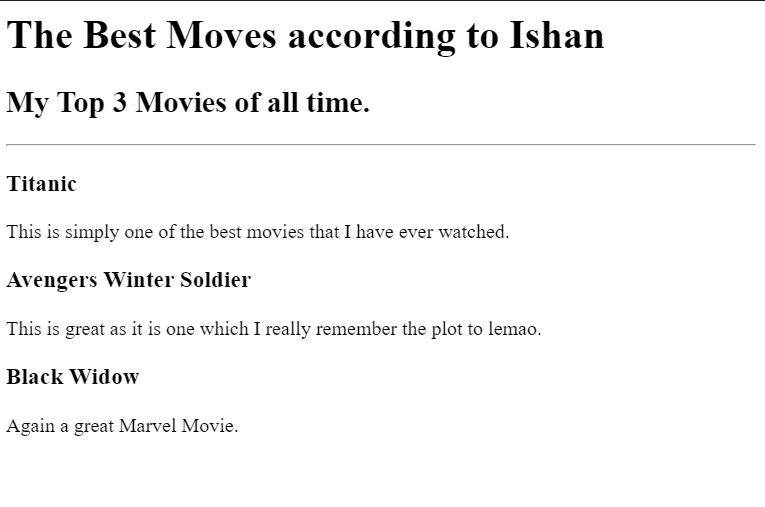 The Best Moves according to Ishan
My Top 3 Movies of all time.
Titanic
This is simply one of the best movies that I have ever watched.
Avengers Winter Soldier
This is great as it is one which I really remember the plot to lemao.
Black Widow
Again a great Marvel Movie.